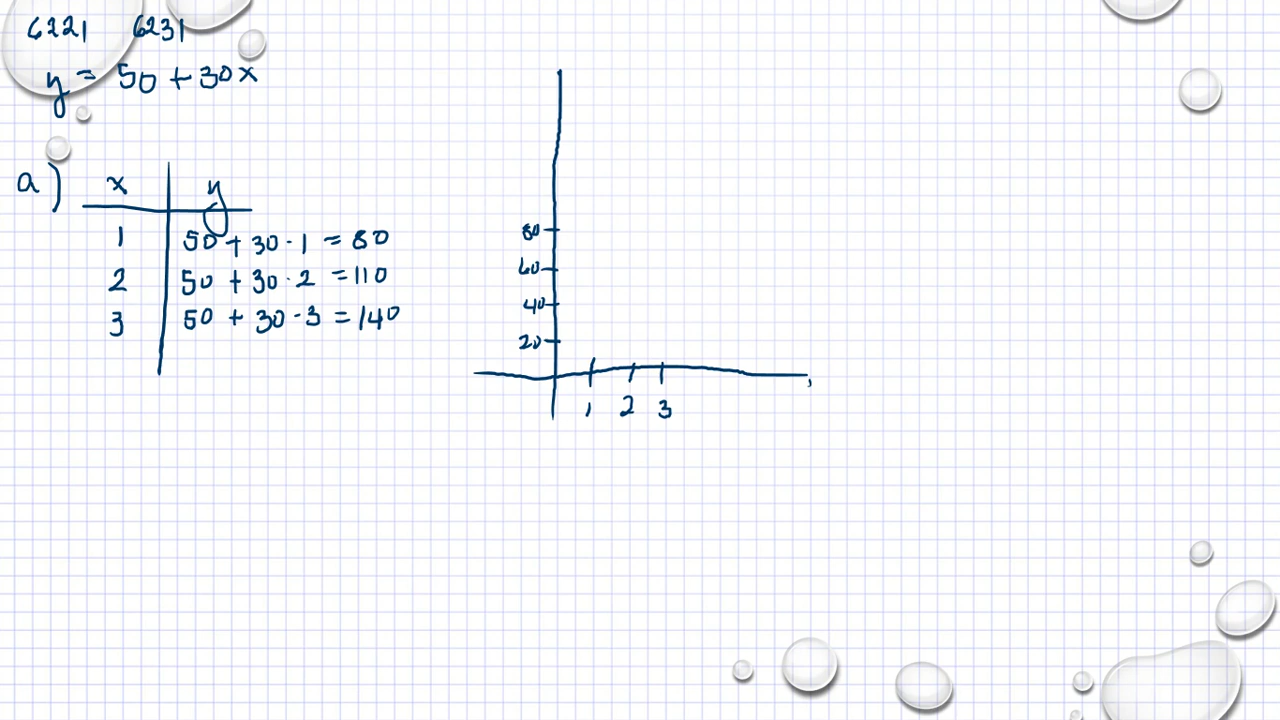 6221 6231
y = 50 + 30x
a) x y
1 50 + 30 · 1 = 80
2 50 + 30 · 2 = 110
3 50 + 30 · 3 = 140
80
60
40
20
1 2 3